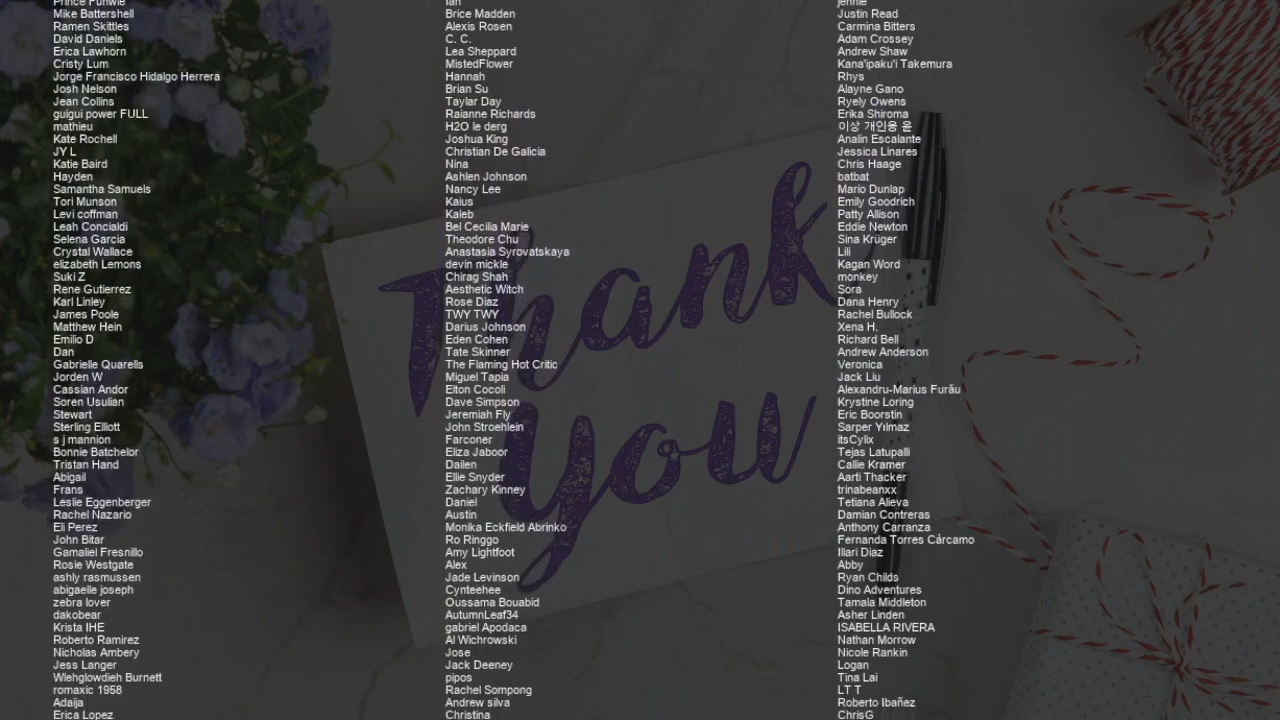 Prince Funwie
Mike Battershell
Ramen Skittles
David Daniels
Erica Lawhorn
Cristy Lum
Jorge Francisco Hidalgo Herrera
Josh Nelson
Jean Collins
guigui power FULL
mathieu
Kate Rochell
JY L
Katie Baird
Hayden
Samantha Samuels
Tori Munson
Levi coffman
Leah Concialdi
Selena Garcia
Crystal Wallace
elizabeth Lemons
Suki Z
Rene Gutierrez
Karl Linley
James Poole
Matthew Hein
Emilio D
Dan
Gabrielle Quarells
Jorden W
Cassian Andor
Soren Usulian
Stewart
Sterling Elliott
s j mannion
Bonnie Batchelor
Tristan Hand
Abigail
Frans
Leslie Eggenberger
Rachel Nazario
Eli Perez
John Bitar
Gamaliel Fresnillo
Rosie Westgate
ashly rasmussen
abigaelle joseph
zebra lover
dakobear
Krista IHE
Roberto Ramirez
Nicholas Ambery
Jess Langer
Wlehglowdieh Burnett
romaxic 1958
Adaija
Erica Lopez
Ian
Brice Madden
Alexis Rosen
C. C.
Lea Sheppard
MistedFlower
Hannah
Brian Su
Taylar Day
Raianne Richards
H2O le derg
Joshua King
Christian De Galicia
Nina
Ashlen Johnson
Nancy Lee
Kaius
Kaleb
Bel Cecilia Marie
Theodore Chu
Anastasia Syrovatskaya
devin mickle
Chirag Shah
Aesthetic Witch
Rose Diaz
TWY TWY
Darius Johnson
Eden Cohen
Tate Skinner
The Flaming Hot Critic
Miguel Tapia
Elton Cocoli
Dave Simpson
Jeremiah Fly
John Stroehlein
Farconer
Eliza Jaboor
Dailen
Ellie Snyder
Zachary Kinney
Daniel
Austin
Monika Eckfield Abrinko
Ro Ringgo
Amy Lightfoot
Alex
Jade Levinson
Cynteehee
Oussama Bouabid
AutumnLeaf34
gabriel Apodaca
Al Wichrowski
Jose
Jack Deeney
pipos
Rachel Sompong
Andrew silva
Christina
jennie
Justin Read
Carmina Bitters
Adam Crossey
Andrew Shaw
Kana'ipaku'i Takemura
Rhys
Alayne Gano
Ryely Owens
Erika Shiroma
이상 개인용 윤
Analin Escalante
Jessica Linares
Chris Haage
batbat
Mario Dunlap
Emily Goodrich
Patty Allison
Eddie Newton
Sina Krüger
Lili
Kagan Word
monkey
Sora
Dana Henry
Rachel Bullock
Xena H.
Richard Bell
Andrew Anderson
Veronica
Jack Liu
Alexandru-Marius Furău
Krystine Loring
Eric Boorstin
Sarper Yılmaz
itsCylix
Tejas Latupalli
Callie Kramer
Aarti Thacker
trinabeanxx
Tetiana Alieva
Damian Contreras
Anthony Carranza
Fernanda Torres Cárcamo
Illari Diaz
Abby
Ryan Childs
Dino Adventures
Tamala Middleton
Asher Linden
ISABELLA RIVERA
Nathan Morrow
Nicole Rankin
Logan
Tina Lai
LT T
Roberto Ibañez
ChrisG
Thank
you